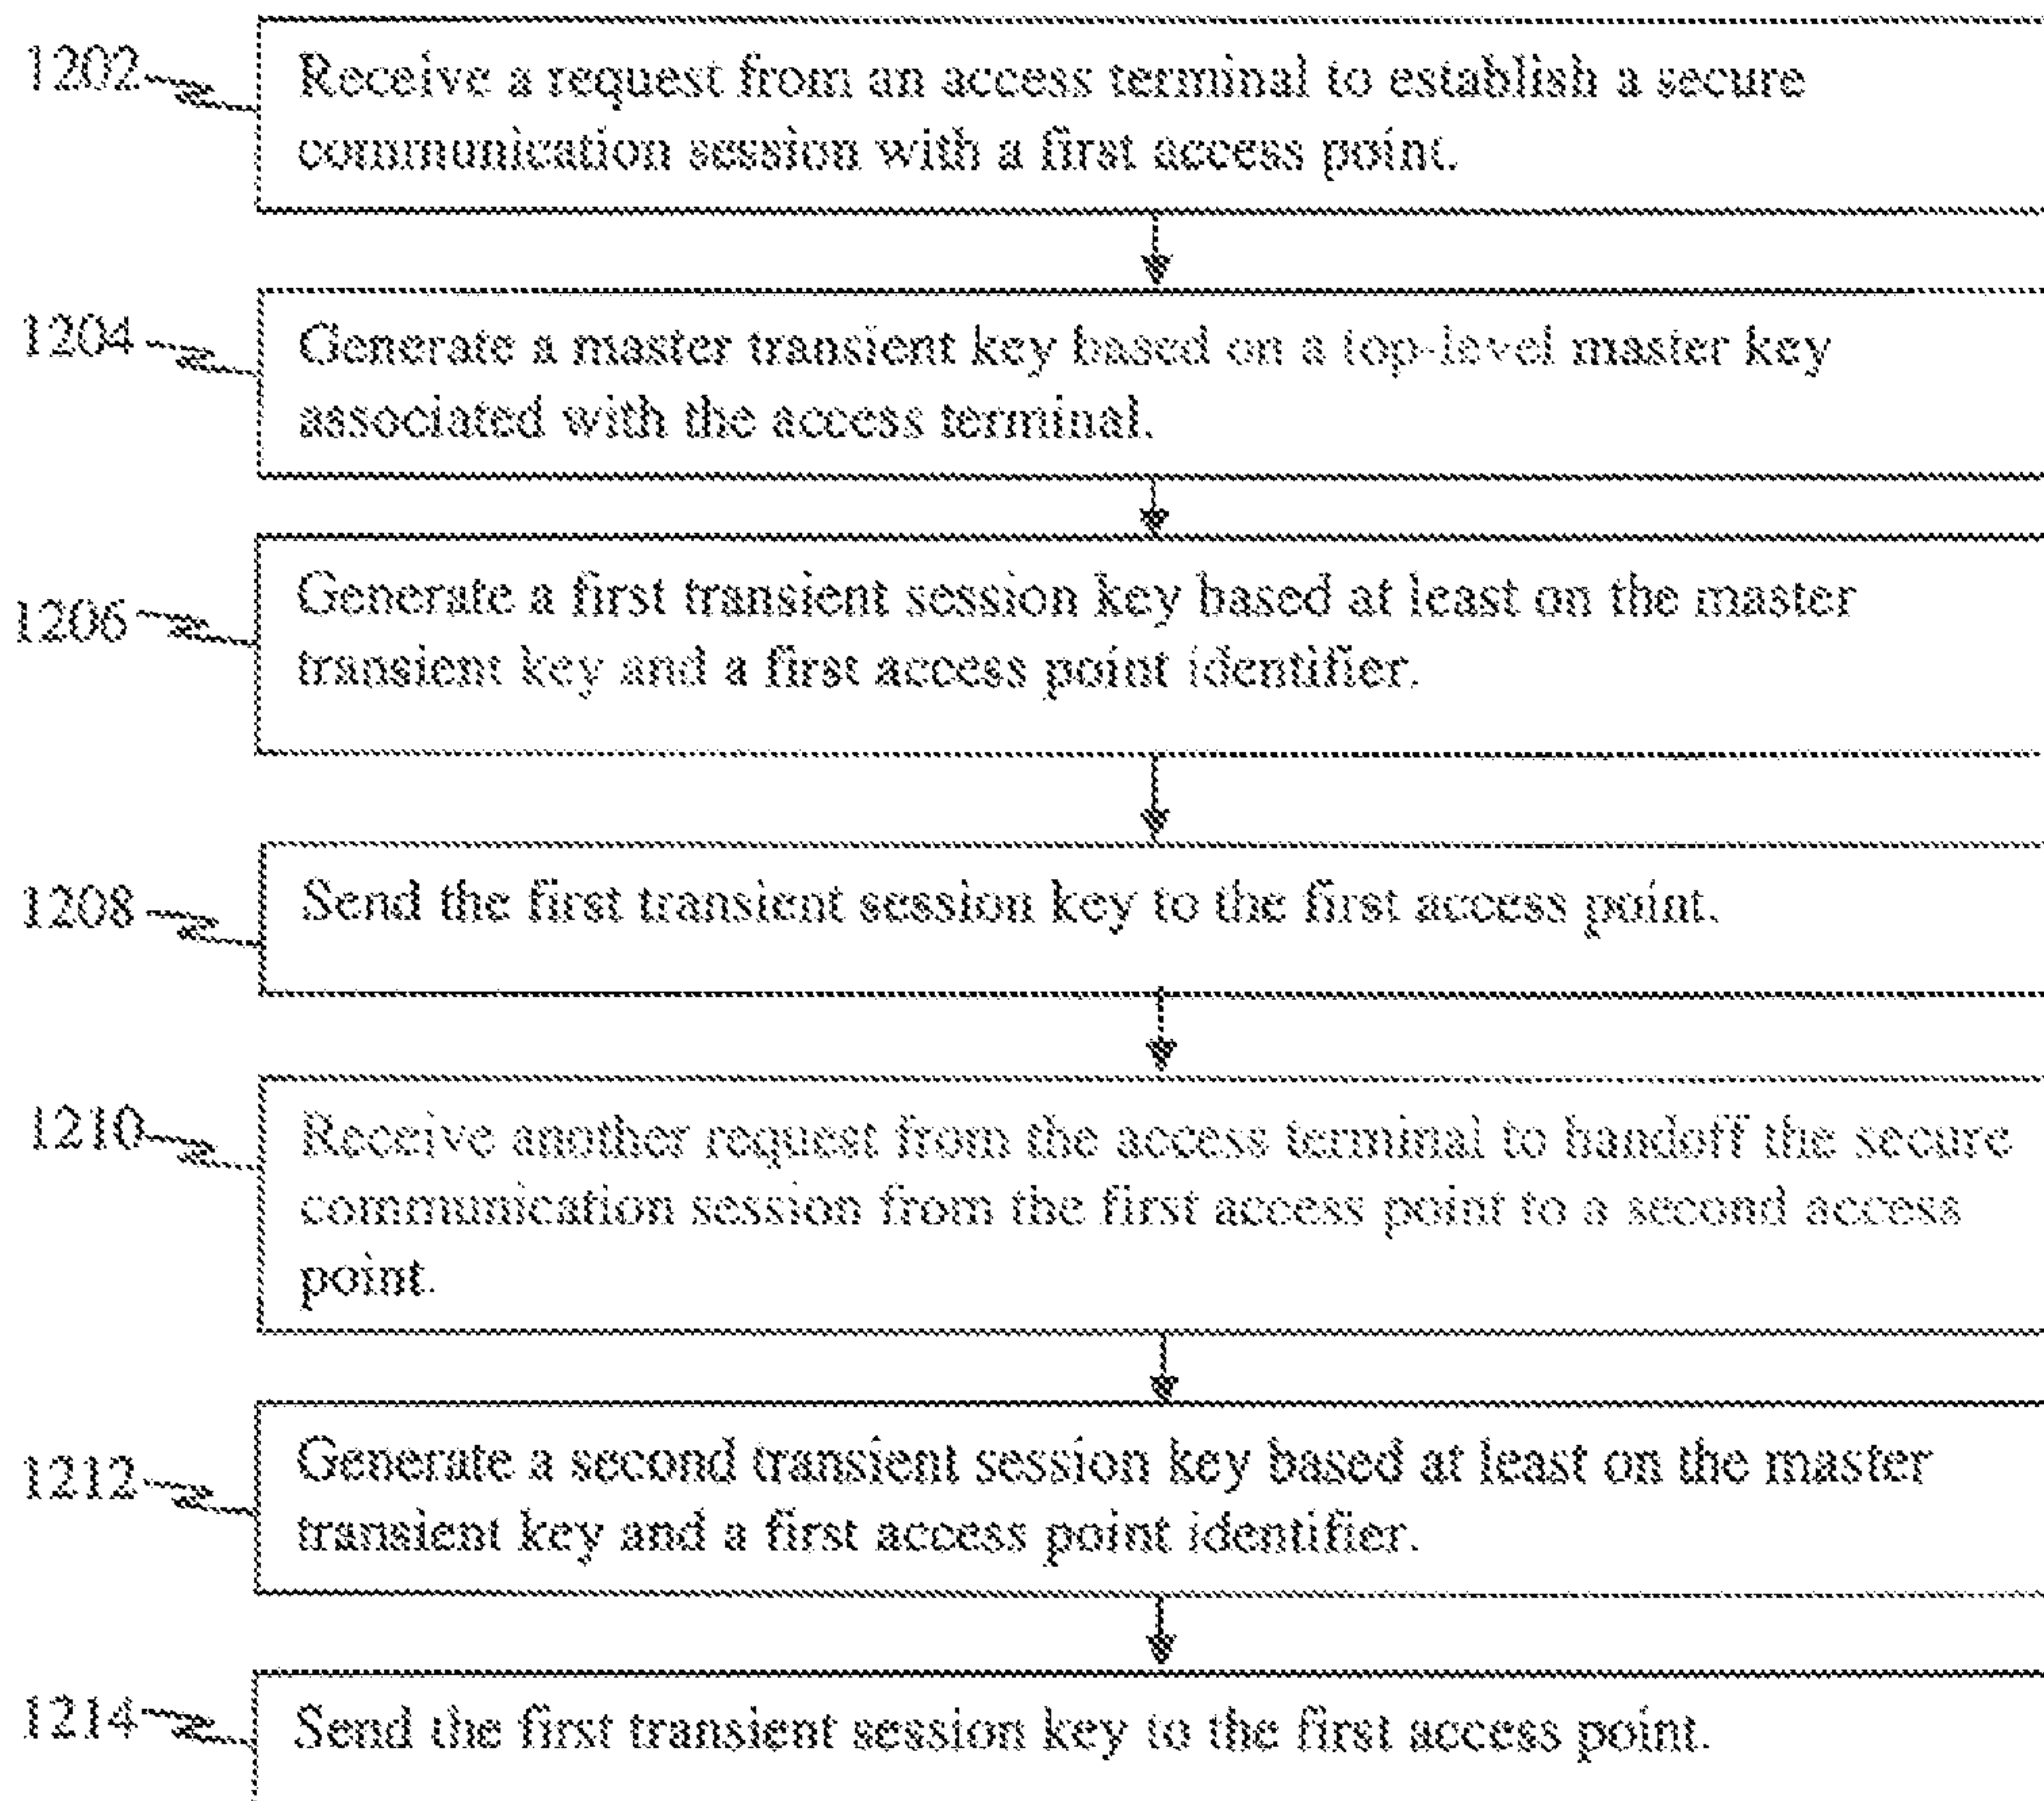 1202
Receive a request from an access terminal to establish a secure
communication session with a first access point.
1204
Generate a master transient key based on a top-level master key
associated with the access terminal.
1206
Generate a first transient session key based at least on the master
transient key and a first access point identifier.
1208
Send the first transient session key to the first access point.
1210
Receive another request from the access terminal to handoff the secure
communication session from the first access point to a second access
point.
1212
Generate a second transient session key based at least on the master
transient key and a first access point identifier.
1214
Send the first transient session key to the first access point.